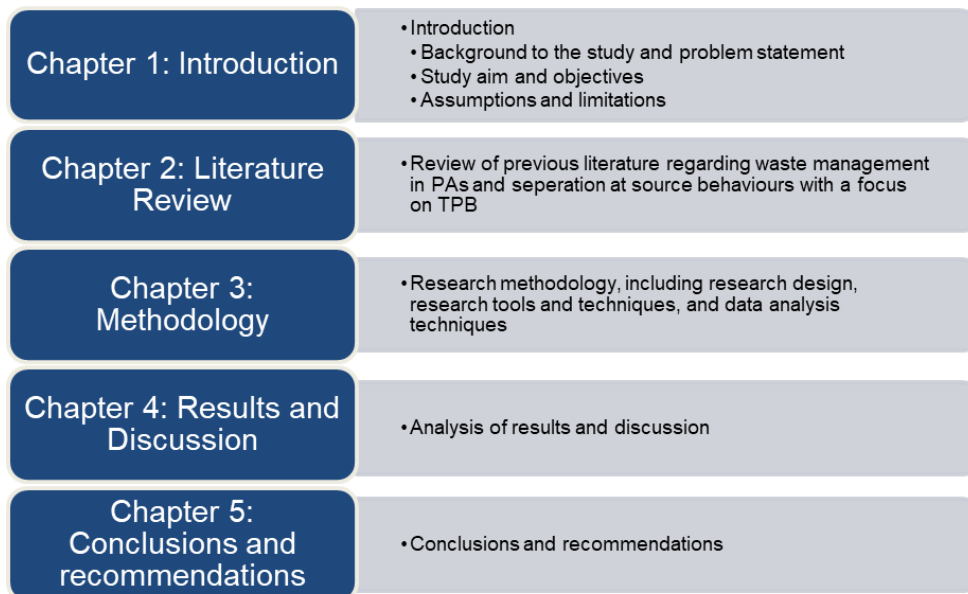 Chapter 1: Introduction
•Introduction
•Background to the study and problem statement
•Study aim and objectives
•Assumptions and limitations
Chapter 2: Literature
Review
•Review of previous literature regarding waste management
in PAs and seperation at source behaviours with a focus
on TPB
Chapter 3:
Methodology
•Research methodology, including research design,
research tools and techniques, and data analysis
techniques
Chapter 4: Results and
Discussion
•Analysis of results and discussion
Chapter 5:
Conclusions and
recommendations
•Conclusions and recommendations